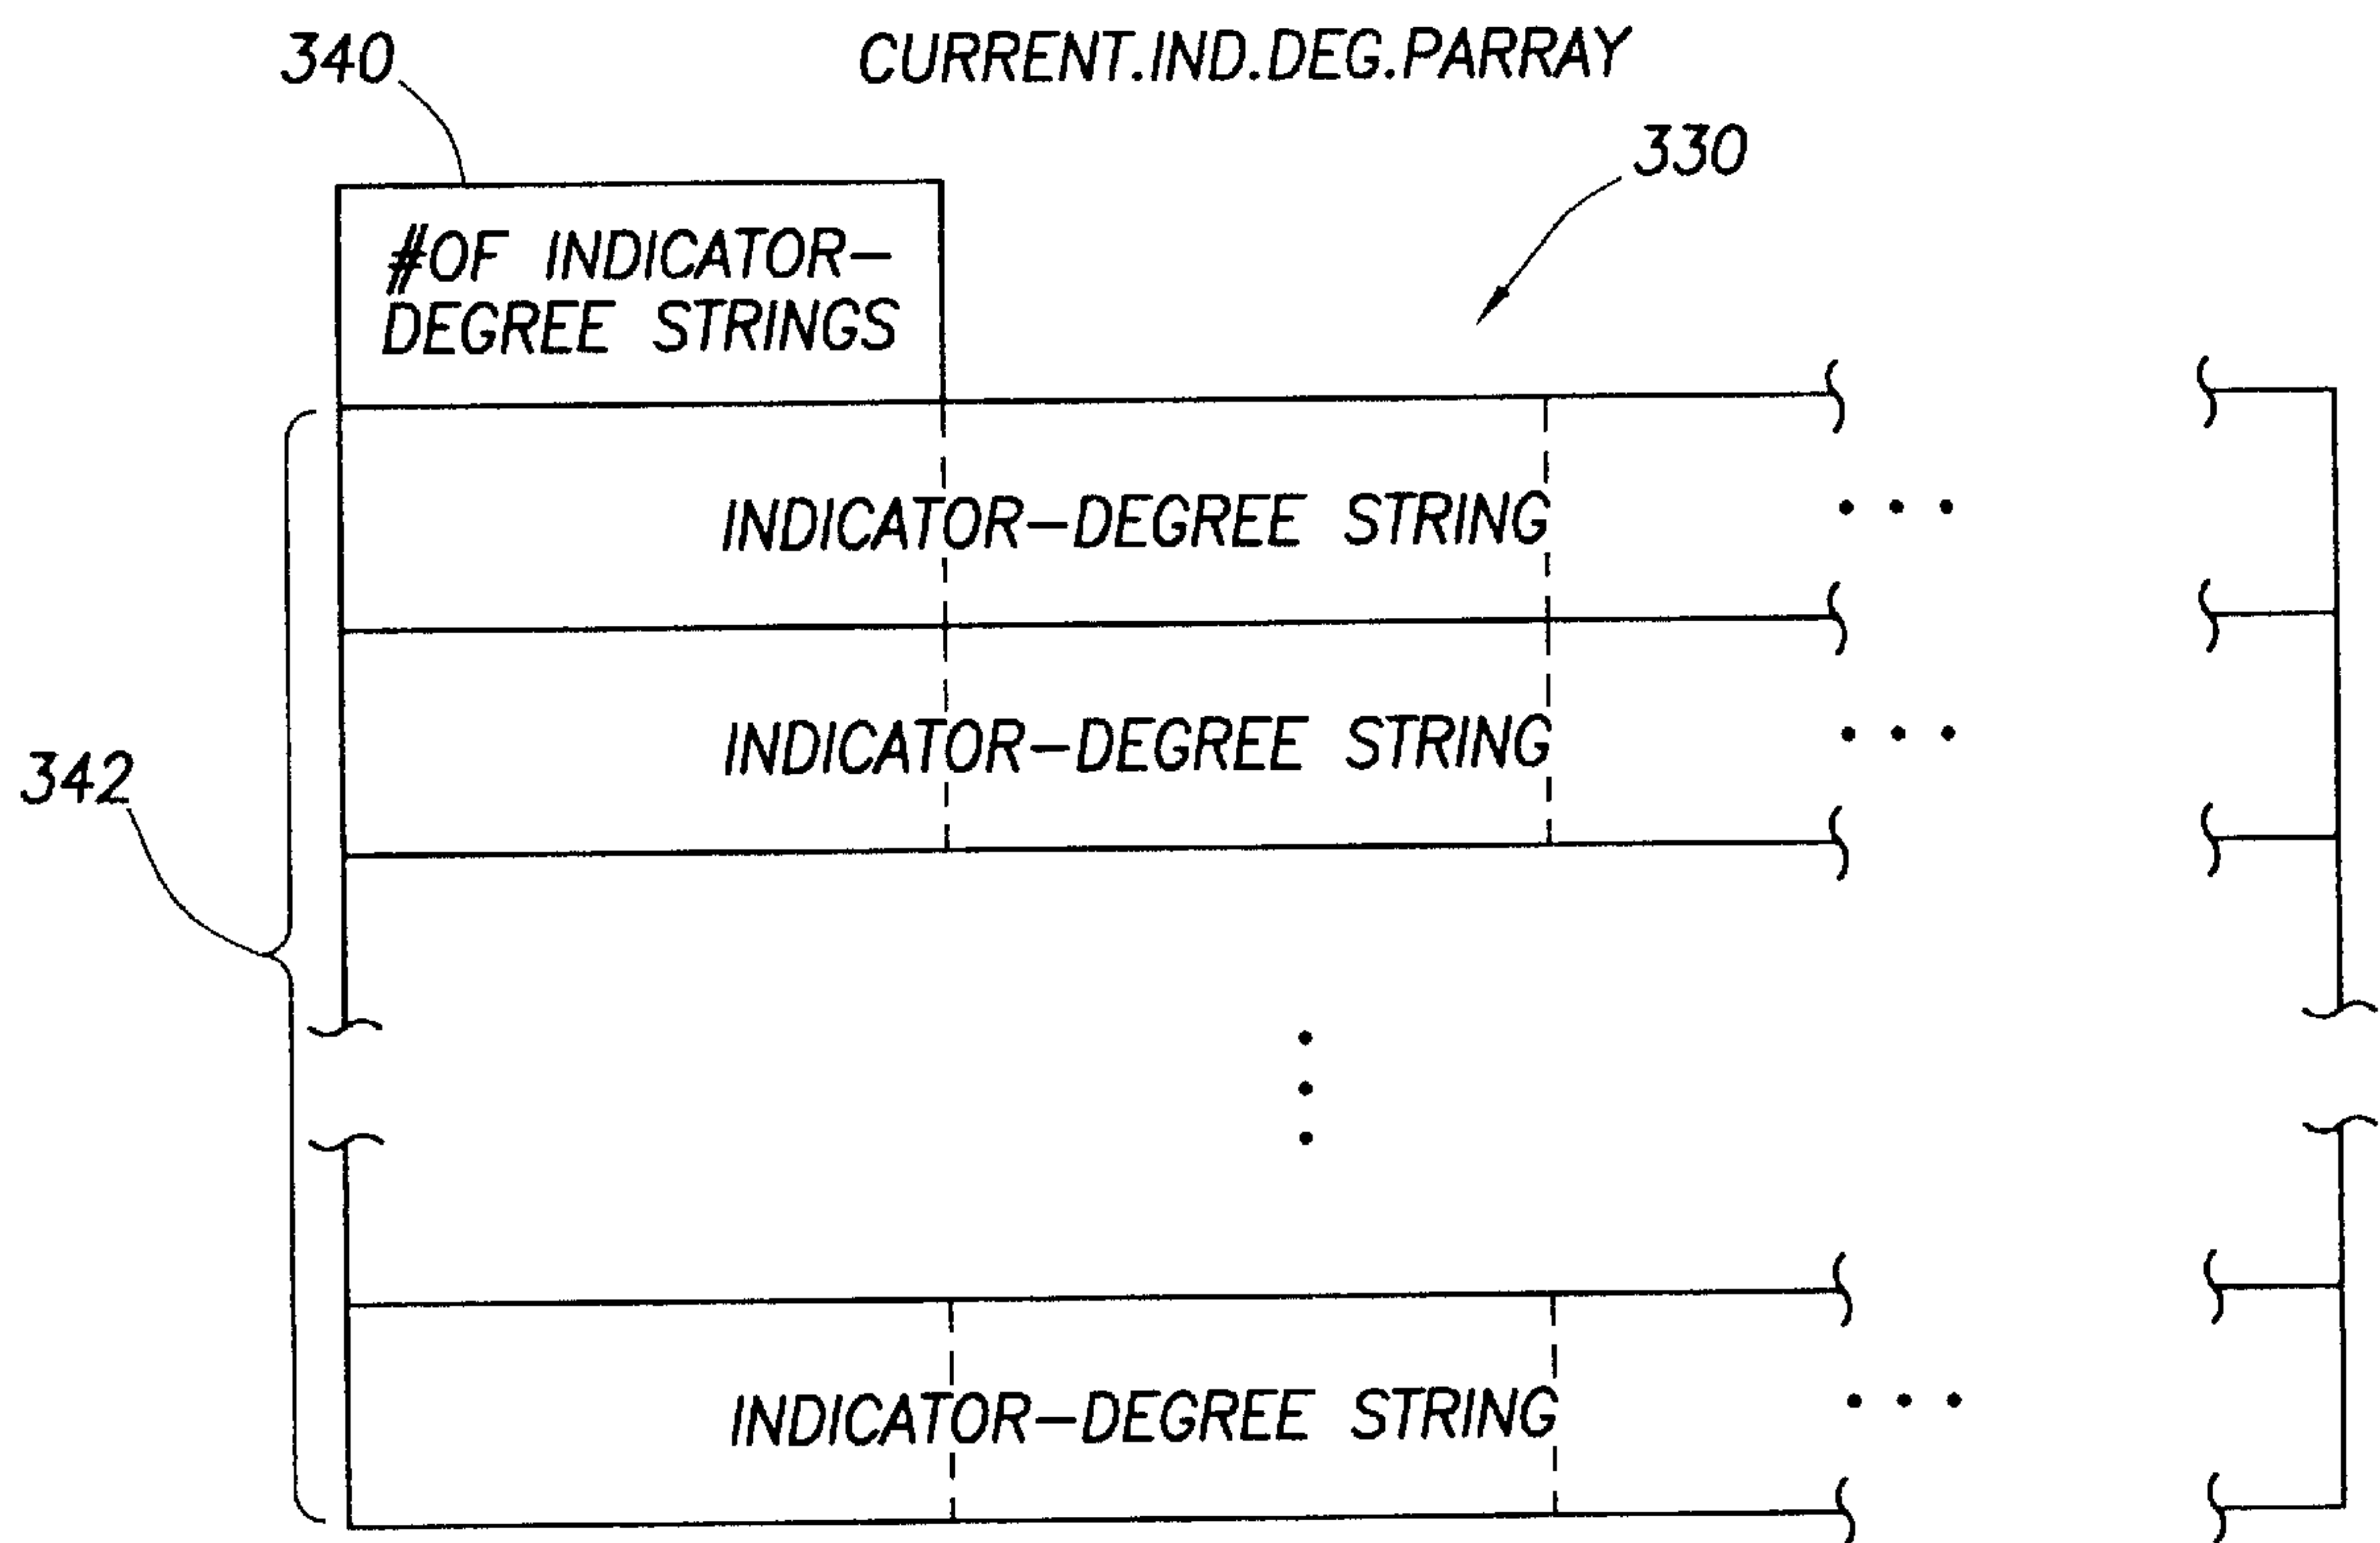 340
CURRENT.IND.DEG.PARRAY
330
#OF INDICATOR-
DEGREE STRINGS
INDICATOR-DEGREE STRING
INDICATOR-DEGREE STRING
342
INDICATOR-DEGREE STRING